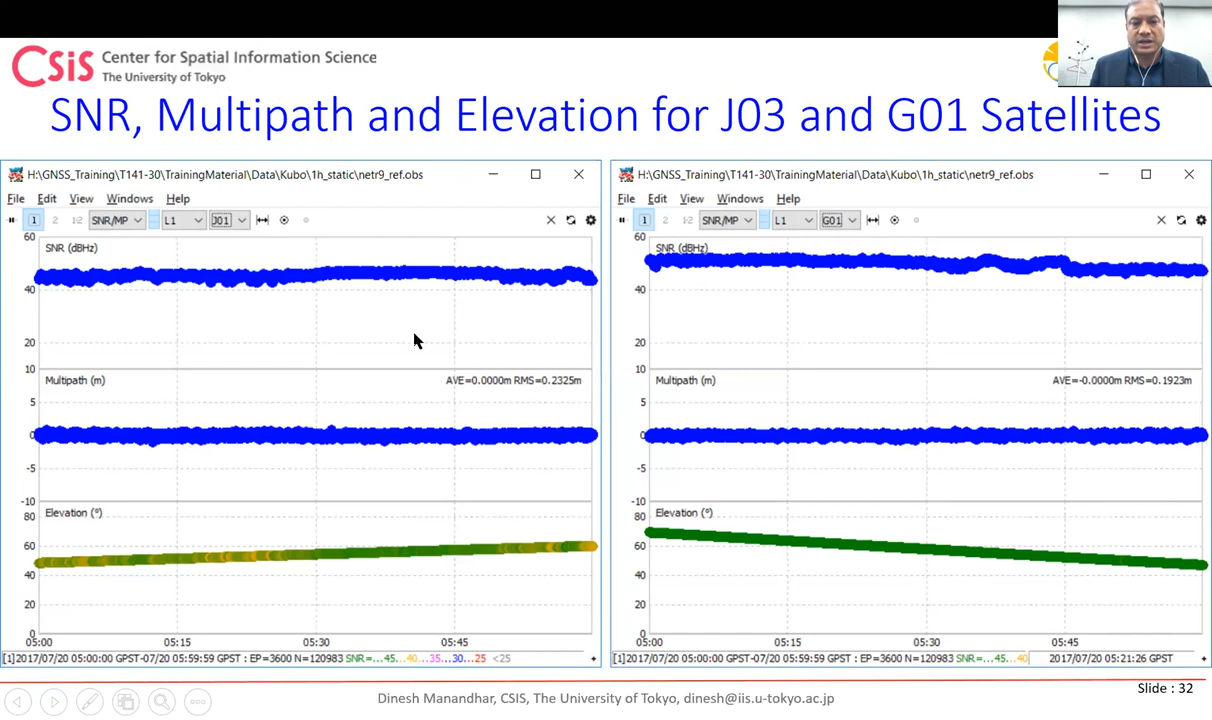 CSiS Center for Spatial Information Science
The University of Tokyo
SNR, Multipath and Elevation for J03 and G01 Satellites
H:\GNSS_Training\T141-30\TrainingMaterial\Data\Kubo\1h_static\netr9_ref.obs
File Edit View Windows Help
1 2 1-2 SNR/MP L1 J01
60
SNR (dBHz)
40
20
10
Multipath (m) AVE=0.0000m RMS=0.2325m
5
0
-5
-10
80
Elevation (°)
60
40
20
0
05:00 05:15 05:30 05:45
[1]2017/07/20 05:00:00 GPST-07/20 05:59:59 GPST : EP=3600 N=120983 SNR=...45...40...35...30...25 <25
H:\GNSS_Training\T141-30\TrainingMaterial\Data\Kubo\1h_static\netr9_ref.obs
File Edit View Windows Help
1 2 1-2 SNR/MP L1 G01
60
SNR (dBHz)
40
20
10
Multipath (m) AVE=-0.0000m RMS=0.1923m
5
0
-5
-10
80
Elevation (°)
60
40
20
0
05:00 05:15 05:30 05:45
[1]2017/07/20 05:00:00 GPST-07/20 05:59:59 GPST : EP=3600 N=120983 SNR=...45...40 2017/07/20 05:21:26 GPST
Dinesh Manandhar, CSIS, The University of Tokyo, dinesh@iis.u-tokyo.ac.jp
Slide : 32